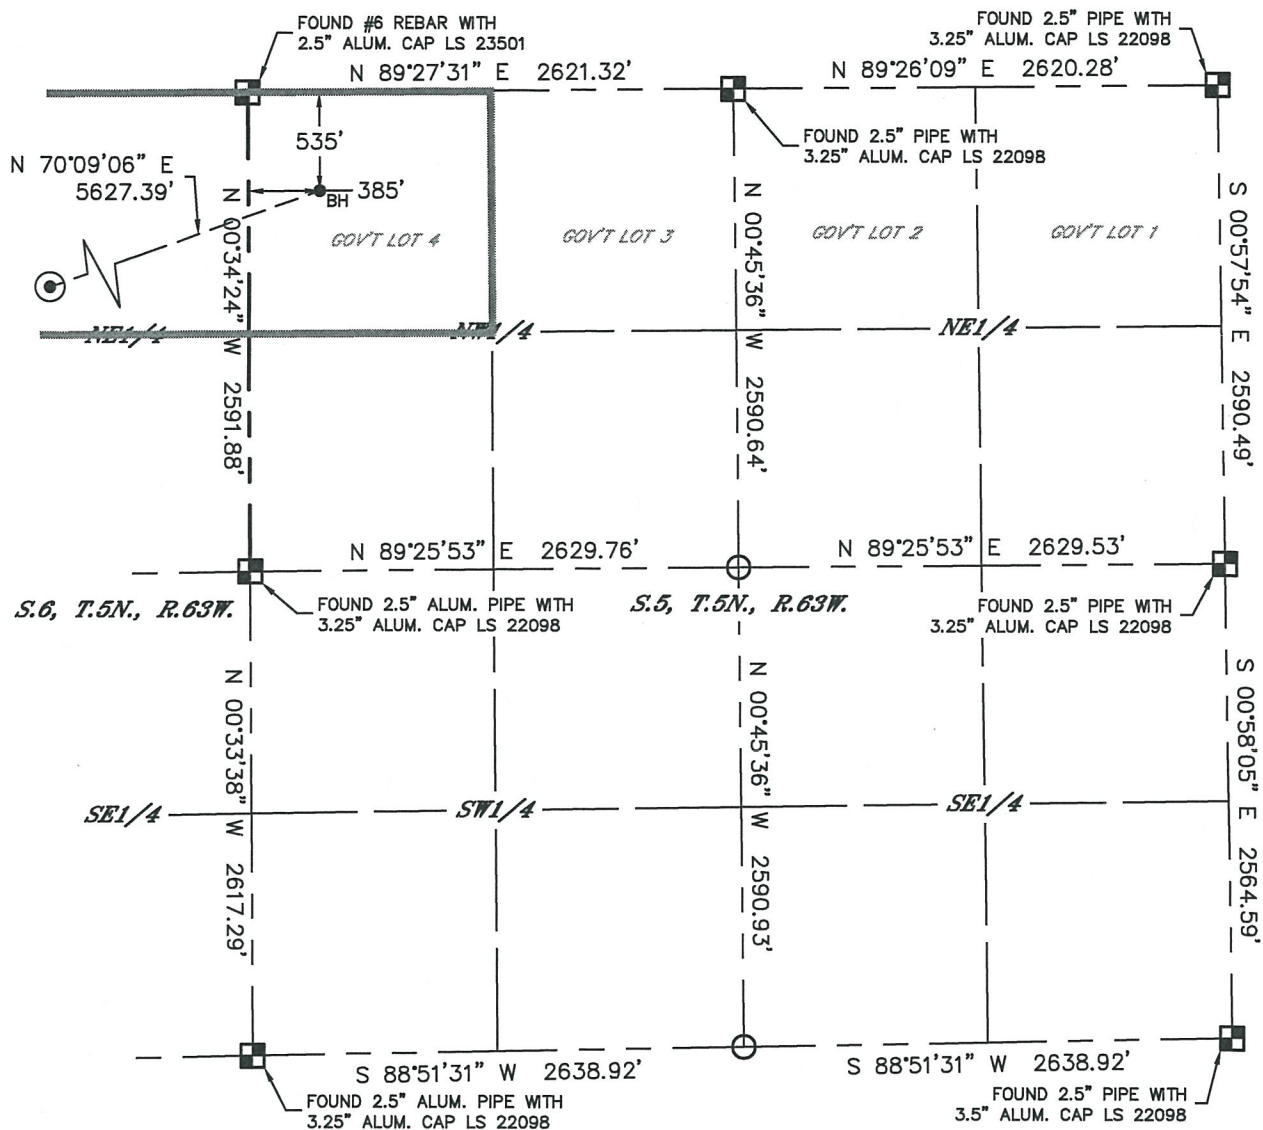 FOUND #6 REBAR WITH
2.5" ALUM. CAP LS 23501
FOUND 2.5" PIPE WITH
3.25" ALUM. CAP LS 22098
N 89°27'31" E 2621.32'
N 89°26'09" E 2620.28'
FOUND 2.5" PIPE WITH
3.25" ALUM. CAP LS 22098
535'
N 70°09'06" E
5627.39'
385'
BH
N 00°34'24" W 2591.88'
GOV'T LOT 4
GOV'T LOT 3
N 00°45'36" W 2590.64'
GOV'T LOT 2
GOV'T LOT 1
S 00°57'54" E 2590.49'
NE1/4
NW1/4
NE1/4
N 89°25'53" E 2629.76'
N 89°25'53" E 2629.53'
S.6, T.5N., R.63W.
FOUND 2.5" ALUM. PIPE WITH
3.25" ALUM. CAP LS 22098
S.5, T.5N., R.63W.
FOUND 2.5" PIPE WITH
3.25" ALUM. CAP LS 22098
N 00°33'38" W 2617.29'
N 00°45'36" W 2590.93'
S 00°58'05" E 2564.59'
SE1/4
SW1/4
SE1/4
S 88°51'31" W 2638.92'
S 88°51'31" W 2638.92'
FOUND 2.5" ALUM. PIPE WITH
3.25" ALUM. CAP LS 22098
FOUND 2.5" PIPE WITH
3.5" ALUM. CAP LS 22098